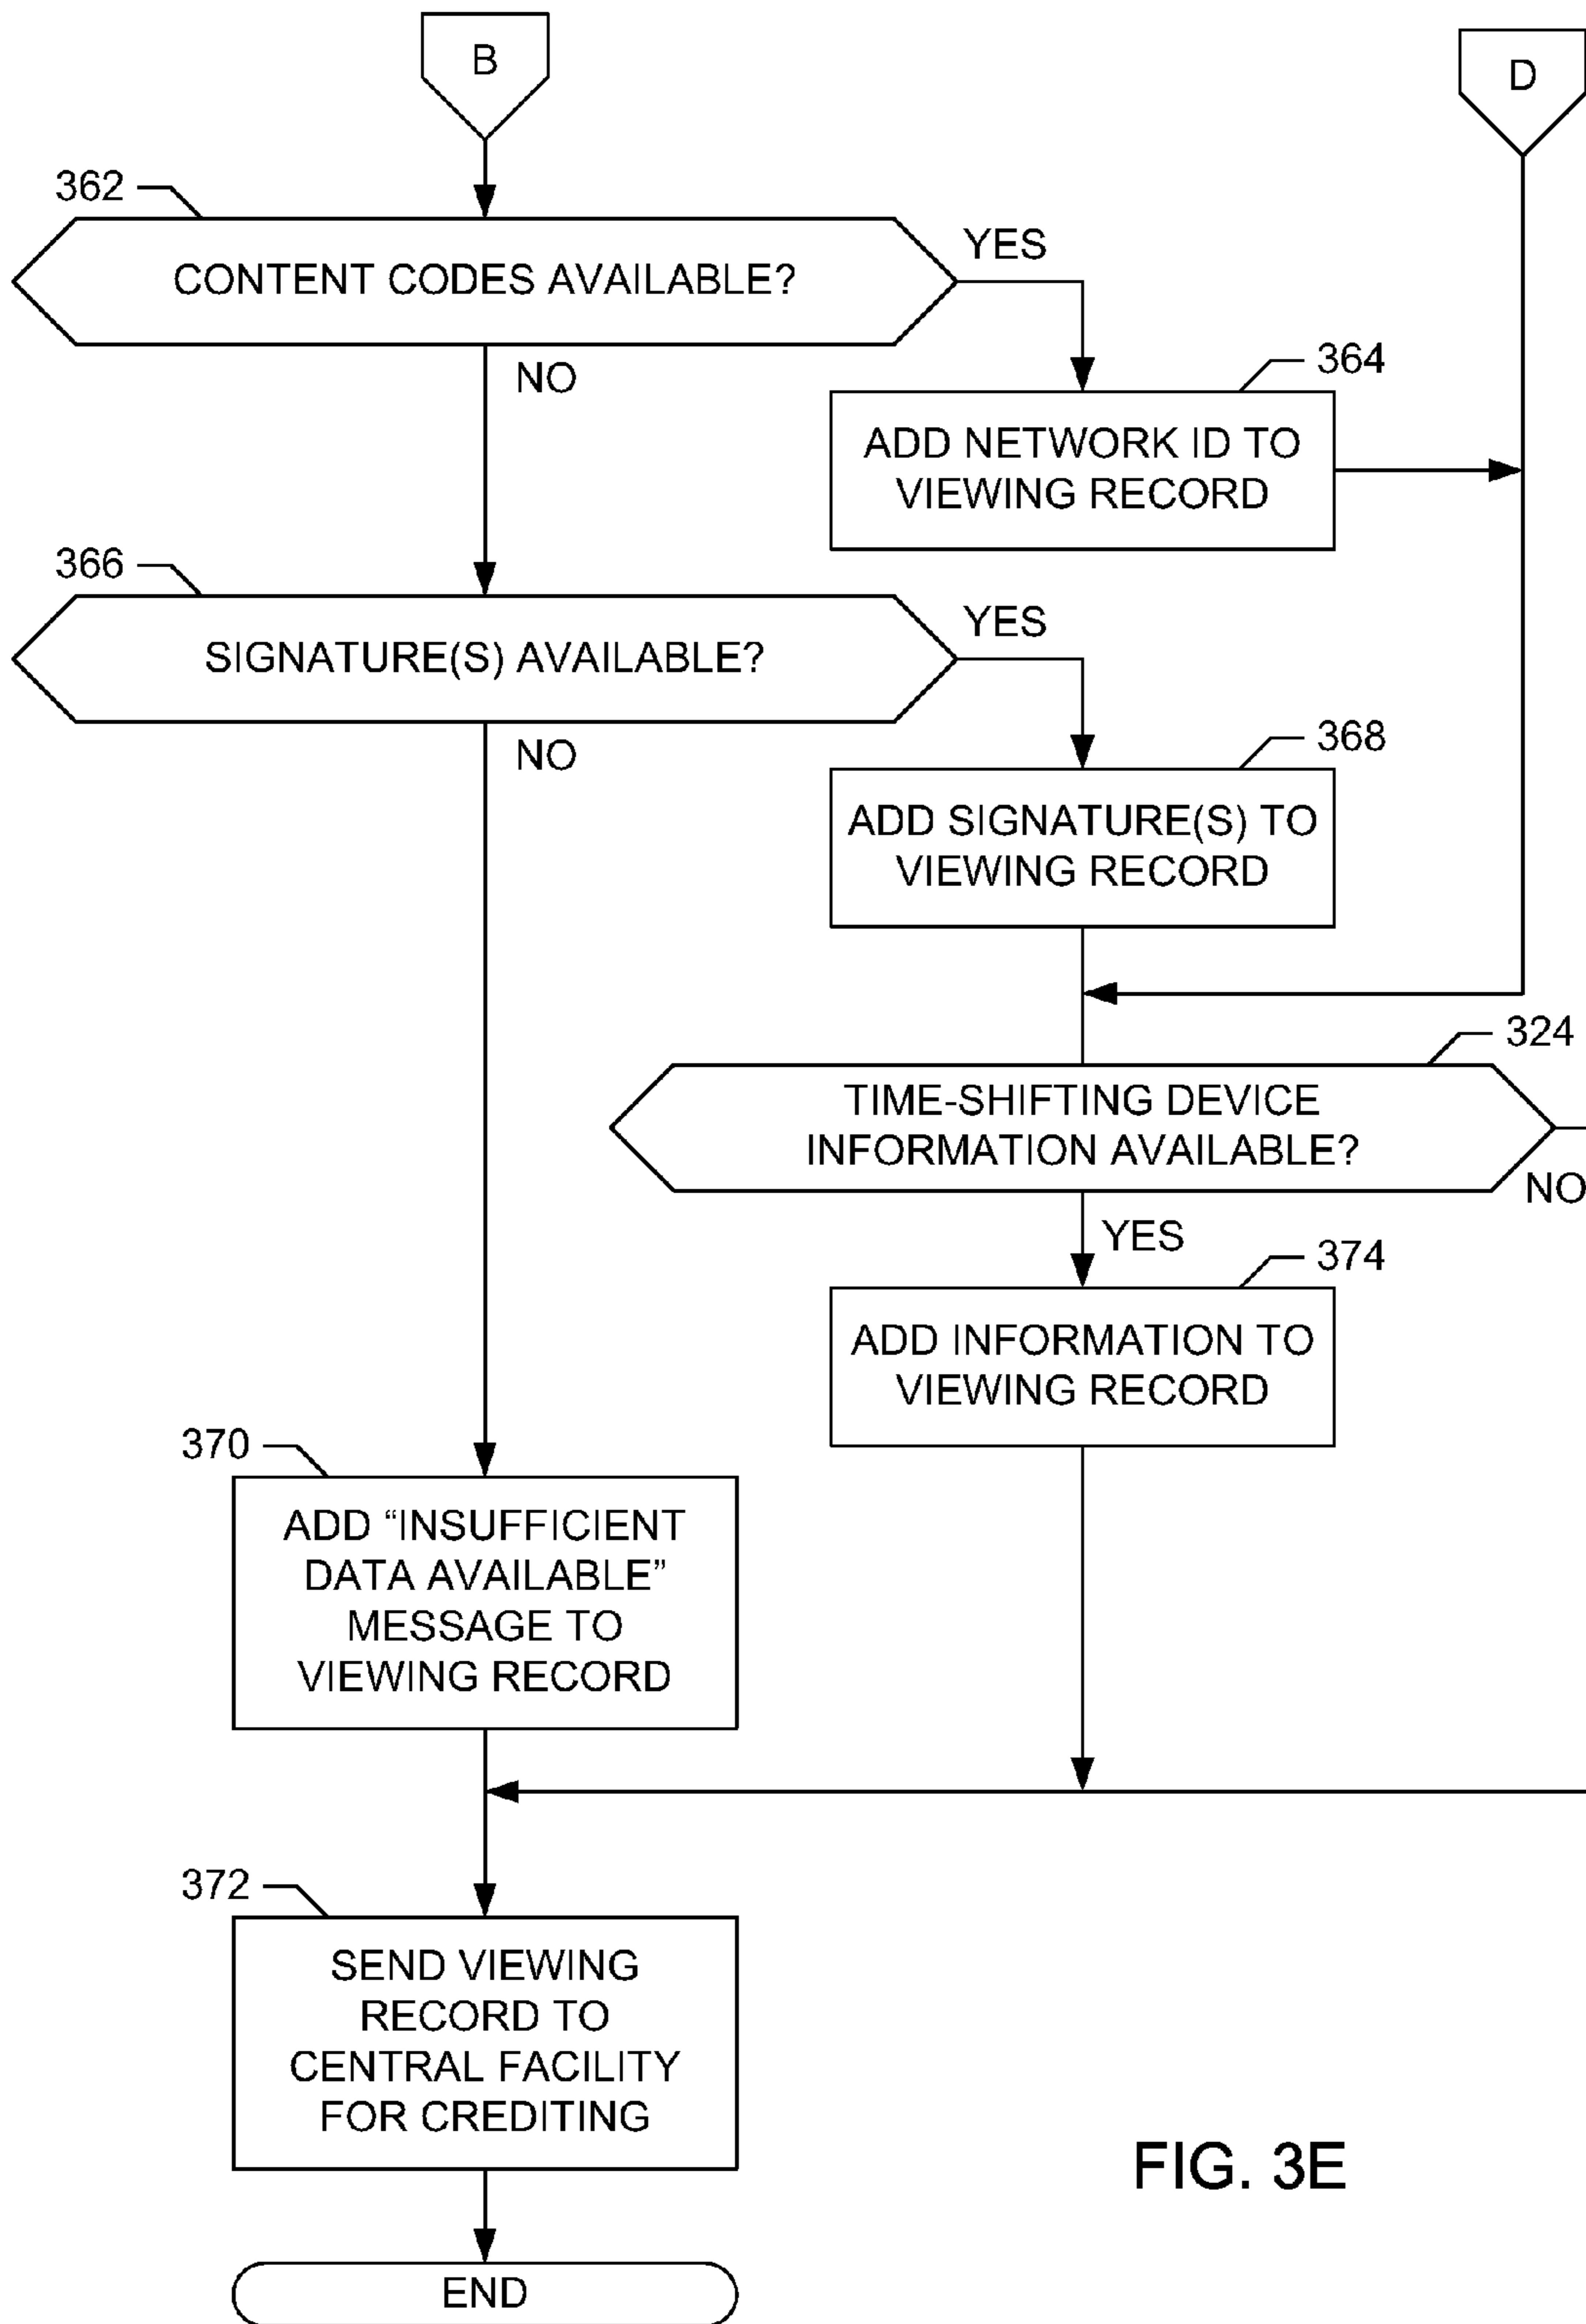 B
D
362
CONTENT CODES AVAILABLE?
YES
NO
364
ADD NETWORK ID TO
VIEWING RECORD
366
SIGNATURE(S) AVAILABLE?
YES
NO
368
ADD SIGNATURE(S) TO
VIEWING RECORD
324
TIME-SHIFTING DEVICE
INFORMATION AVAILABLE?
NO
YES
374
ADD INFORMATION TO
VIEWING RECORD
370
ADD “INSUFFICIENT
DATA AVAILABLE”
MESSAGE TO
VIEWING RECORD
372
SEND VIEWING
RECORD TO
CENTRAL FACILITY
FOR CREDITING
FIG. 3E
END